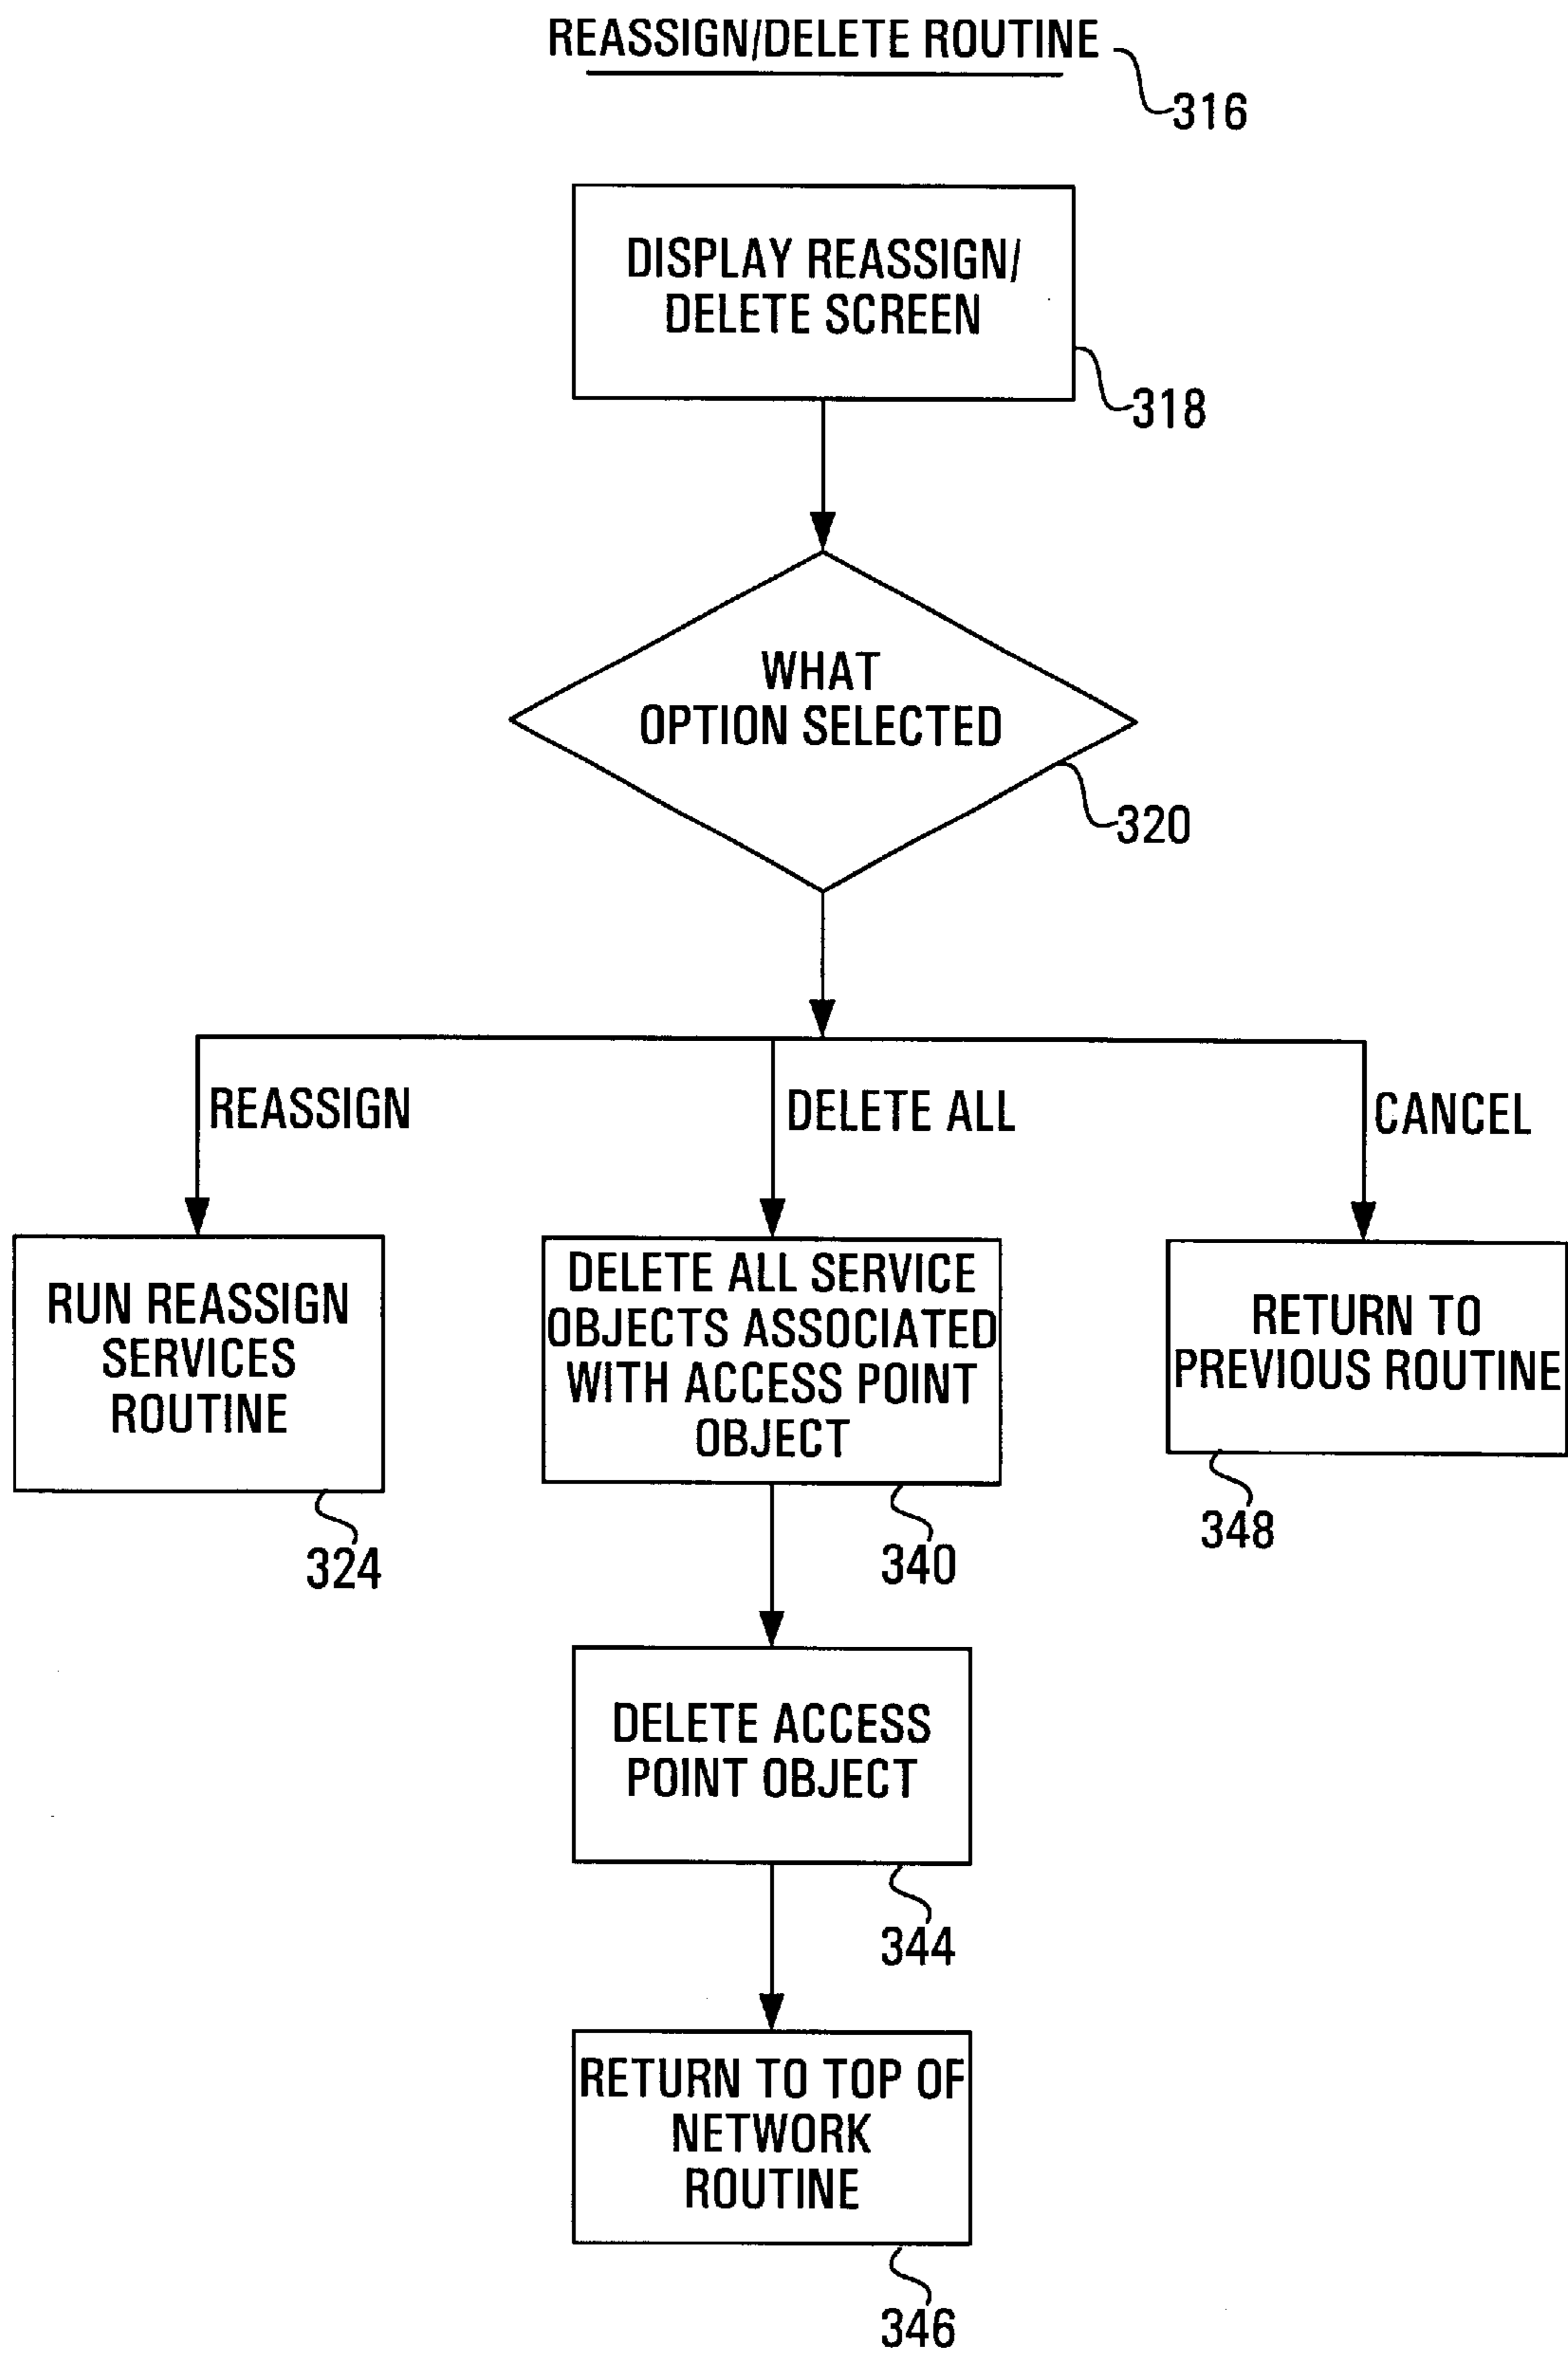 REASSIGN/DELETE ROUTINE
316
DISPLAY REASSIGN/
DELETE SCREEN
318
WHAT
OPTION SELECTED
320
REASSIGN
DELETE ALL
CANCEL
RUN REASSIGN
SERVICES
ROUTINE
324
DELETE ALL SERVICE
OBJECTS ASSOCIATED
WITH ACCESS POINT
OBJECT
340
RETURN TO
PREVIOUS ROUTINE
348
DELETE ACCESS
POINT OBJECT
344
RETURN TO TOP OF
NETWORK
ROUTINE
346